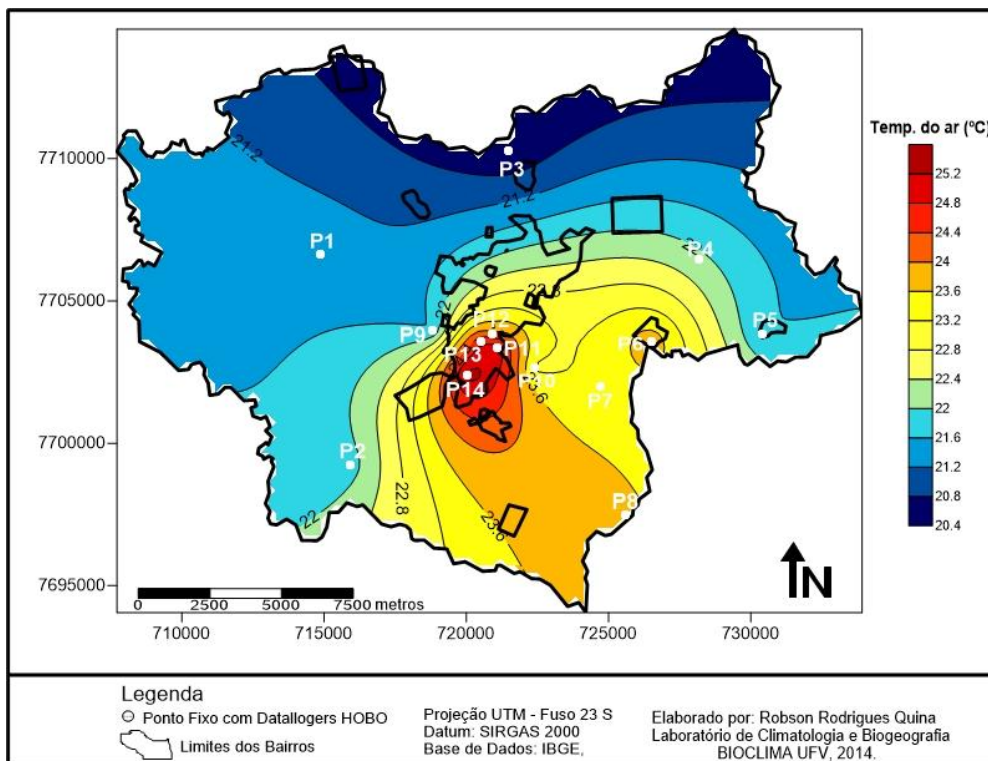 Temp. do ar (ºC)
25.2
24.8
24.4
24
23.6
23.2
22.8
22.4
22
21.6
21.2
20.8
20.4
7710000
7705000
7700000
7695000
21.2
P3
21.2
P1
P4
P5
22
P9
P12
P13
P11
P6
P10
P14
P7
P2
22.8
P8
22
23.6
N
0 2500 5000 7500 metros
710000 715000 720000 725000 730000
Legenda
Ponto Fixo com Datallogers HOBO
Limites dos Bairros
Projeção UTM - Fuso 23 S
Datum: SIRGAS 2000
Base de Dados: IBGE,
Elaborado por: Robson Rodrigues Quina
Laboratório de Climatologia e Biogeografia
BIOCLIMA UFV, 2014.